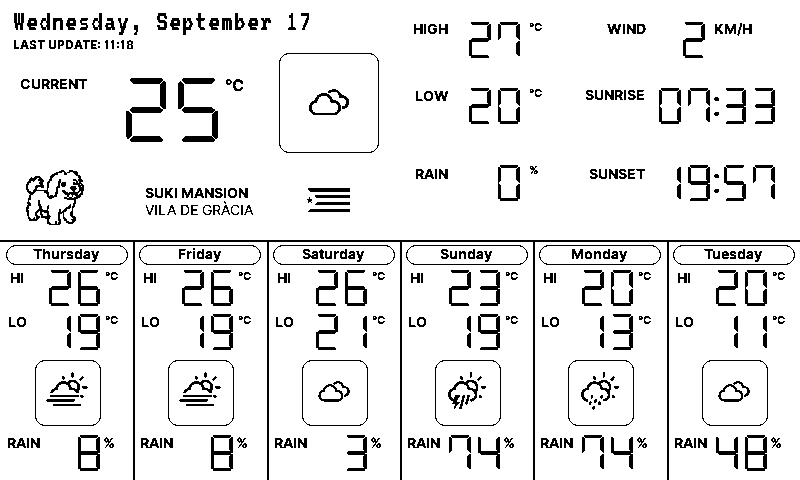 Wednesday, September 17
LAST UPDATE: 11:18
CURRENT 25 °C
SUKI MANSION
VILA DE GRÀCIA
HIGH 27 °C
LOW 20 °C
RAIN 0 %
WIND 2 KM/H
SUNRISE 07:33
SUNSET 19:57
Thursday
HI 26 °C
LO 19 °C
RAIN 8 %
Friday
HI 26 °C
LO 19 °C
RAIN 8 %
Saturday
HI 26 °C
LO 21 °C
RAIN 3 %
Sunday
HI 23 °C
LO 19 °C
RAIN 74 %
Monday
HI 20 °C
LO 13 °C
RAIN 74 %
Tuesday
HI 20 °C
LO 11 °C
RAIN 48 %